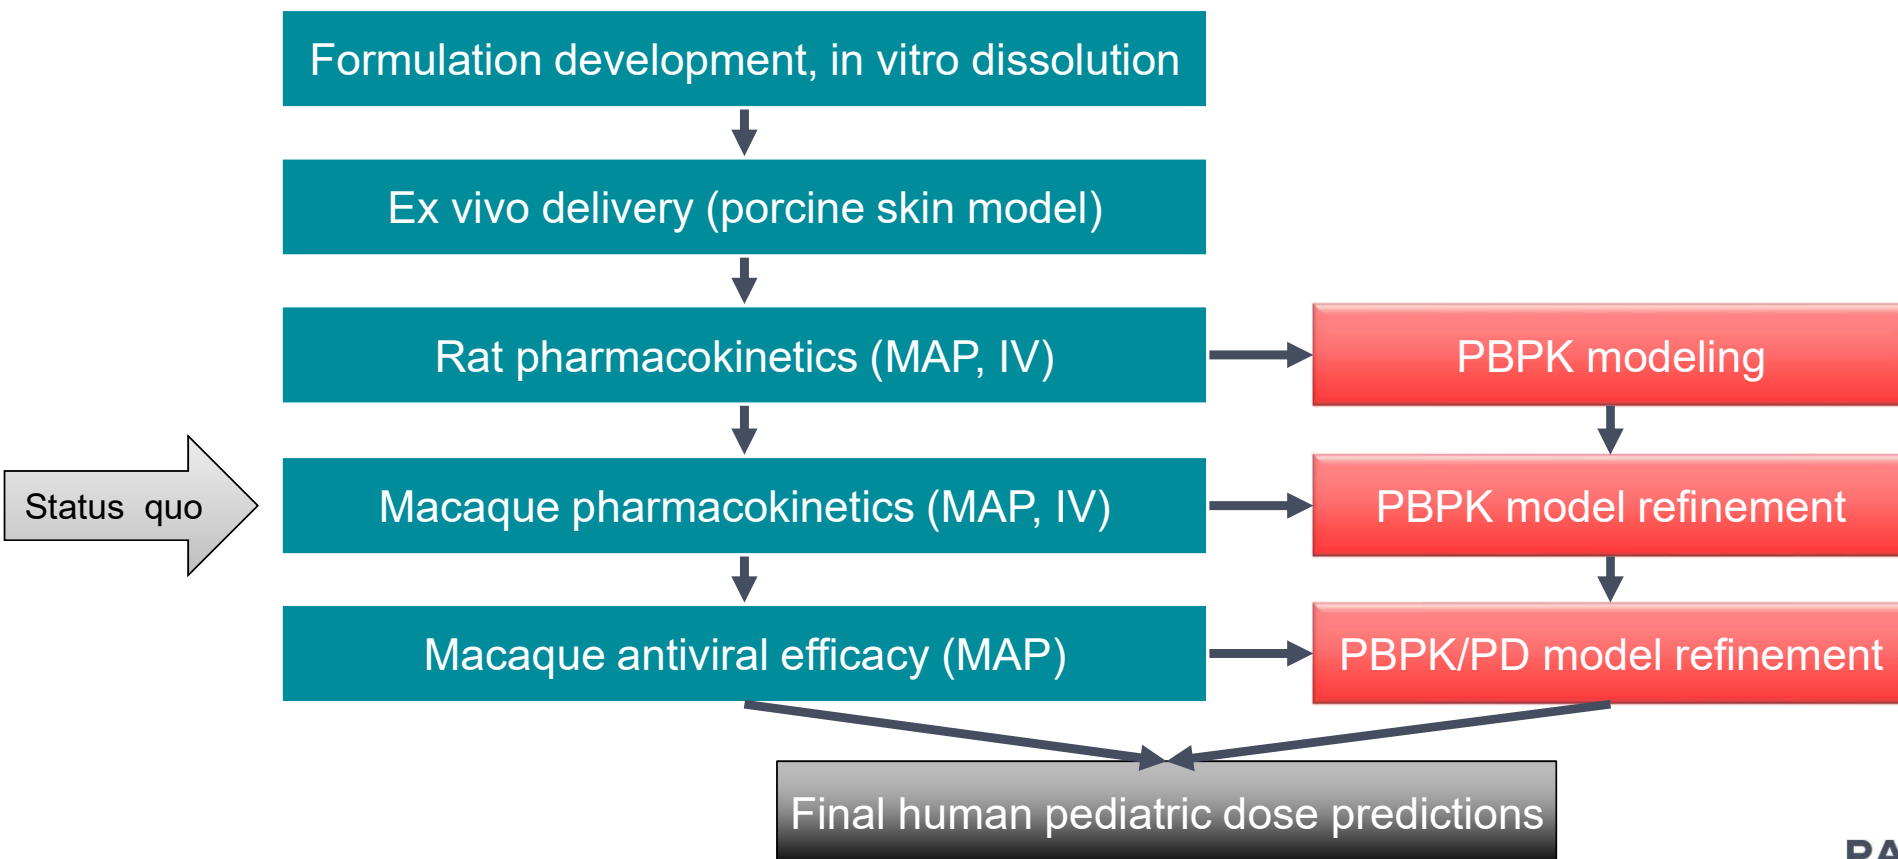 Formulation development, in vitro dissolution
Ex vivo delivery (porcine skin model)
Rat pharmacokinetics (MAP, IV)
PBPK modeling
Status quo
Macaque pharmacokinetics (MAP, IV)
PBPK model refinement
Macaque antiviral efficacy (MAP)
PBPK/PD model refinement
Final human pediatric dose predictions